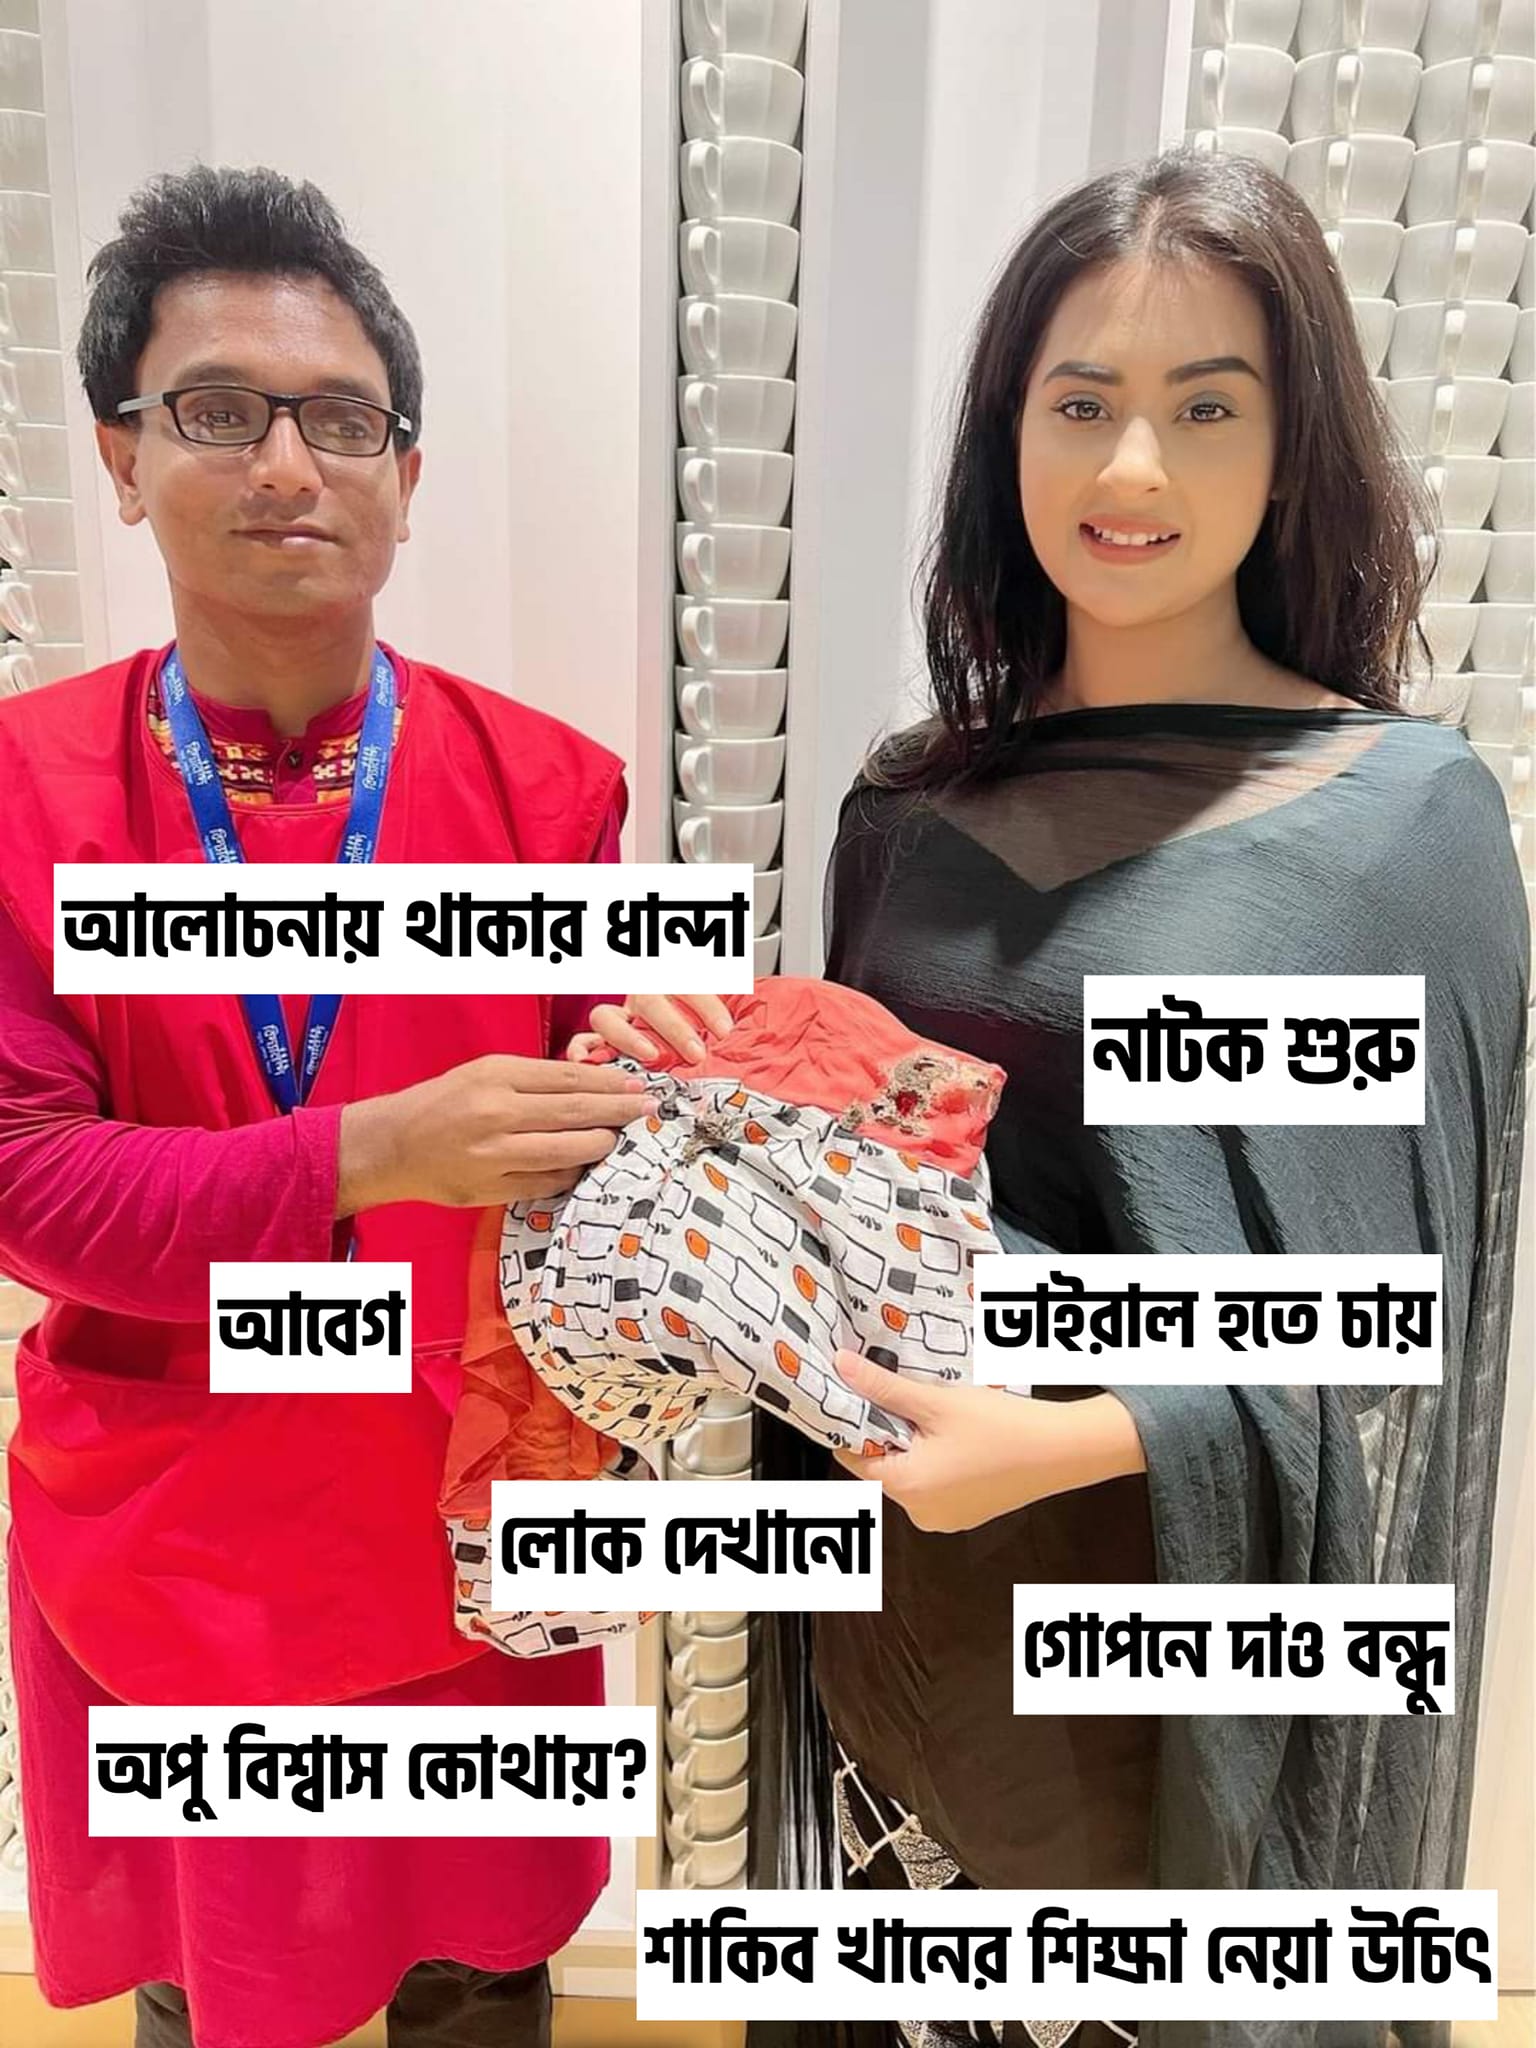 আলোচনায় থাকার ধান্দা
নাটক শুরু
আবেগ
ভাইরাল হতে চায়
লোক দেখানো
গোপনে দাও বন্ধু
অপু বিশ্বাস কোথায়?
শাকিব খানের শিক্ষা নেয়া উচিৎ